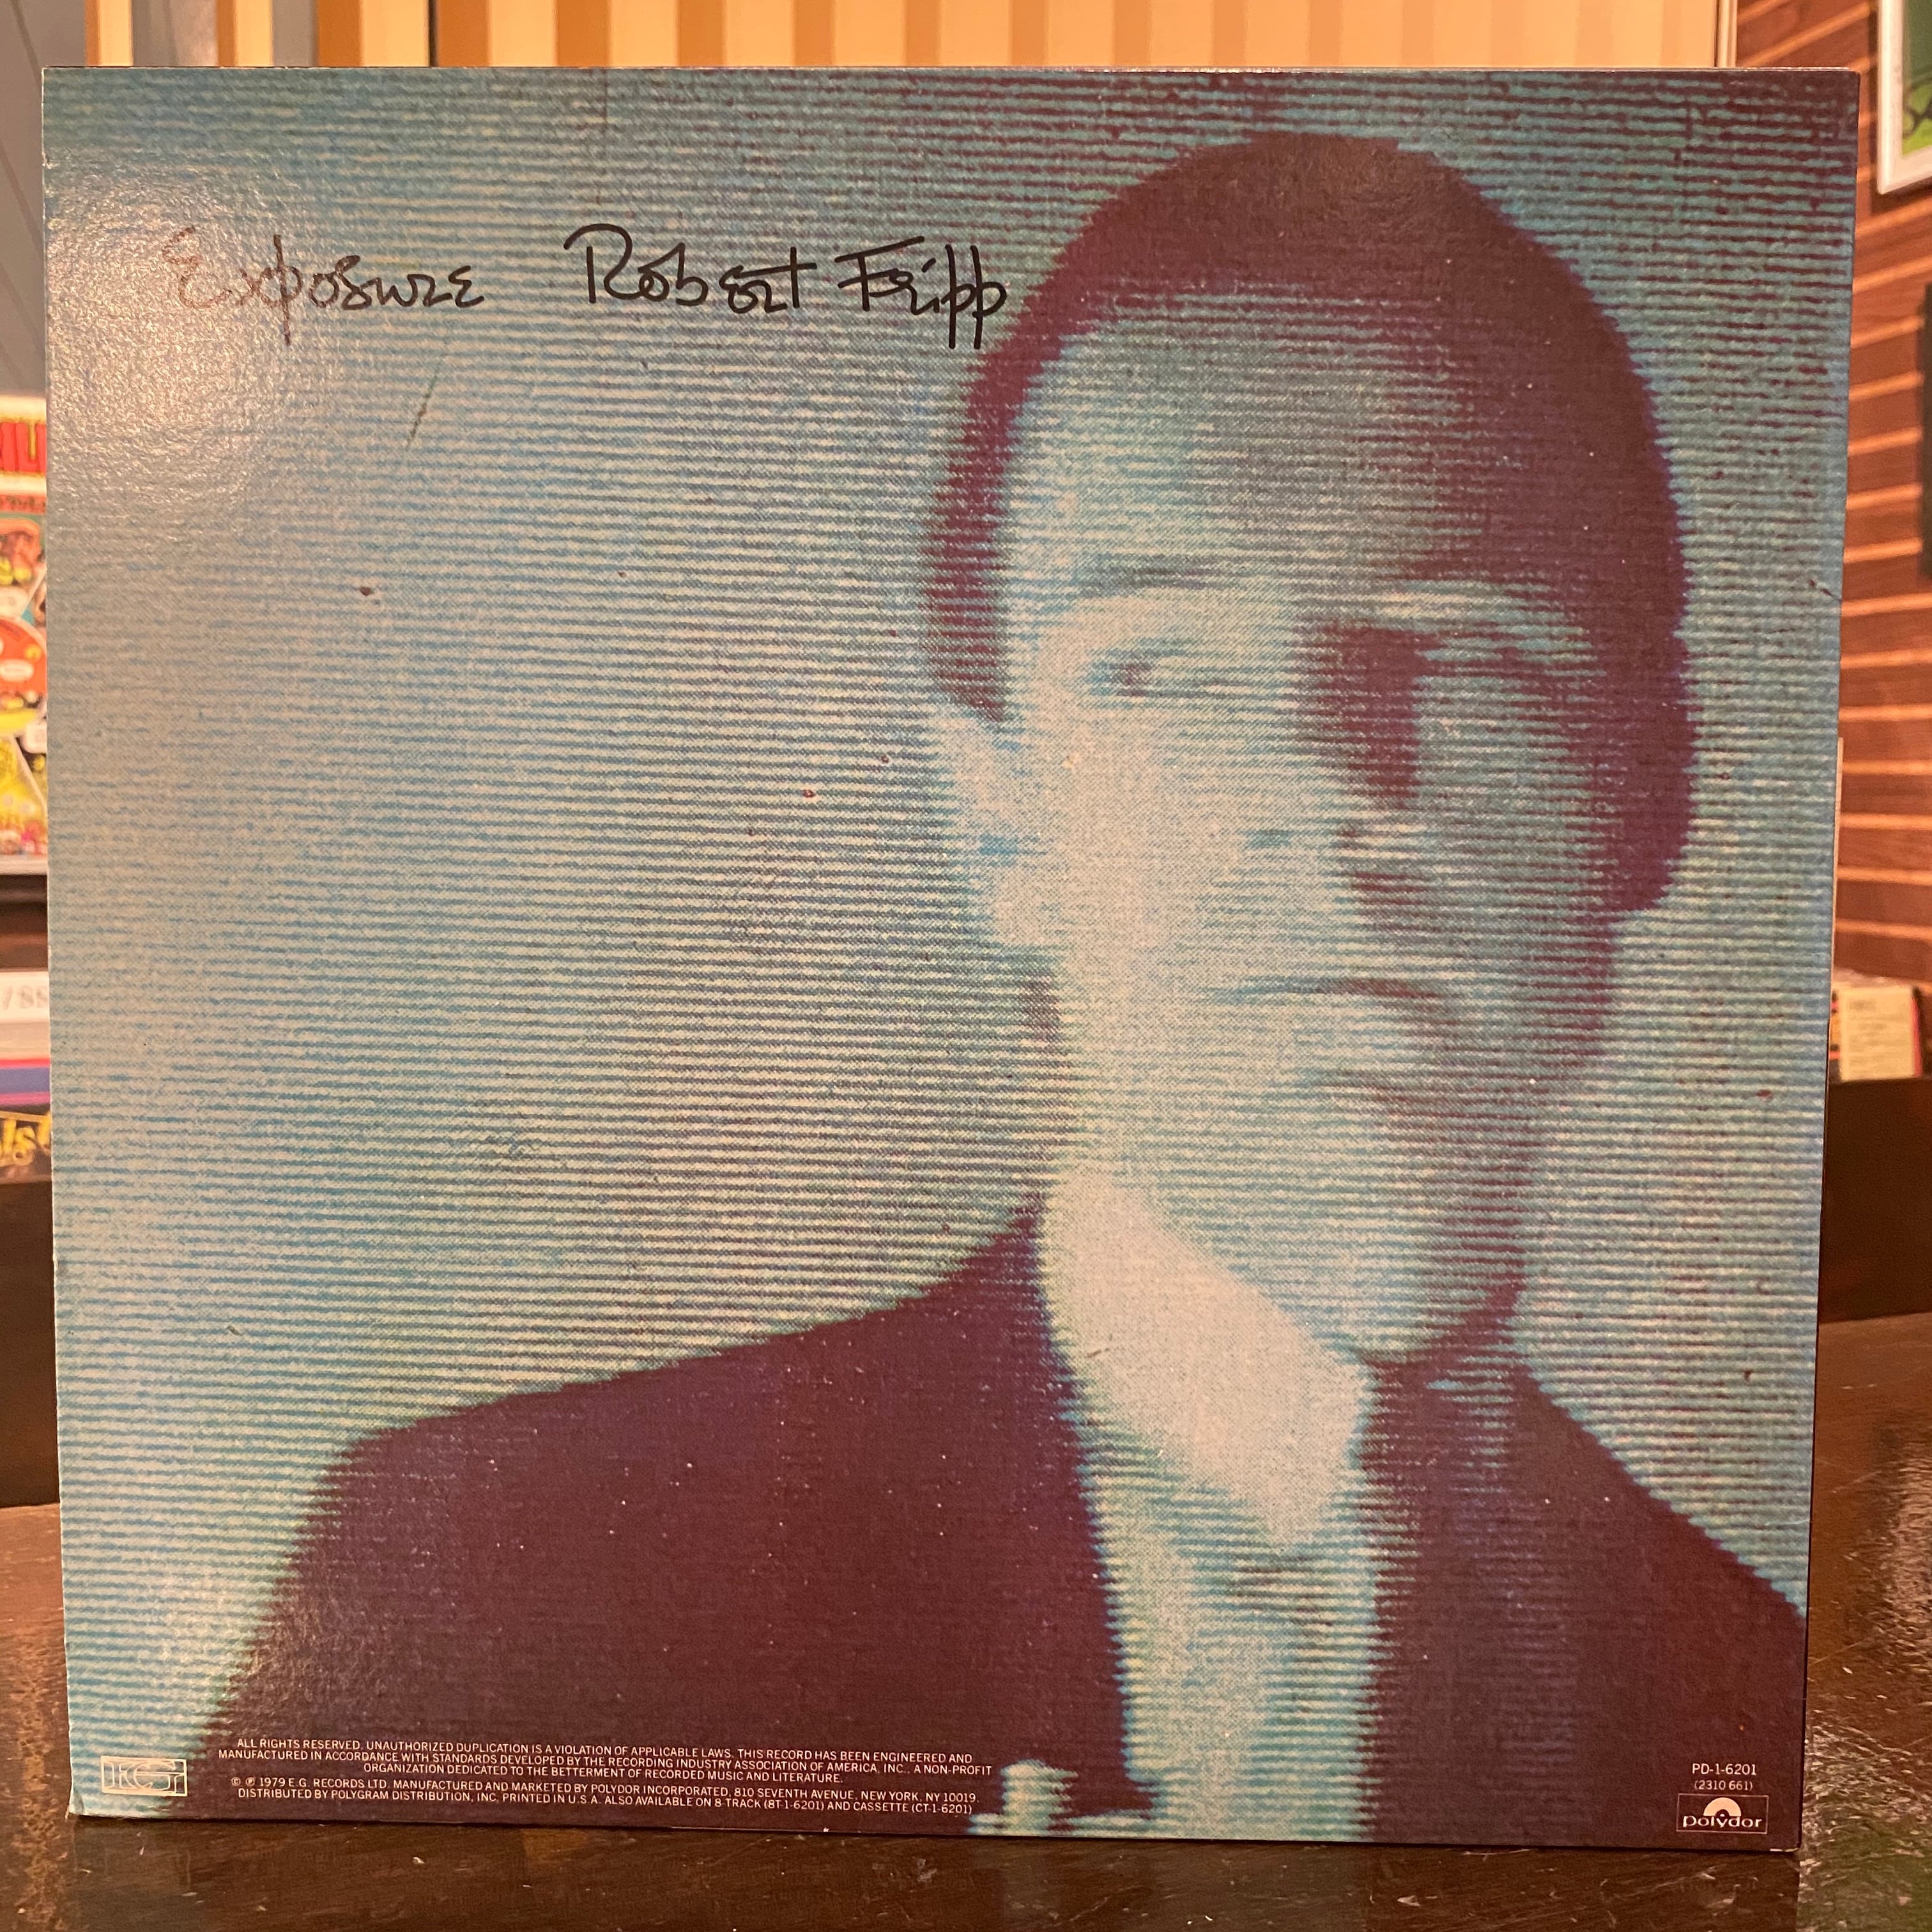 Exposure Robert Fripp
/88
ALL RIGHTS RESERVED. UNAUTHORIZED DUPLICATION IS A VIOLATION OF APPLICABLE LAWS. THIS RECORD HAS BEEN ENGINEERED AND
MANUFACTURED IN ACCORDANCE WITH STANDARDS DEVELOPED BY THE RECORDING INDUSTRY ASSOCIATION OF AMERICA, INC., A NON-PROFIT
ORGANIZATION DEDICATED TO THE BETTERMENT OF RECORDED MUSIC AND LITERATURE.
© ℗ 1979 E.G. RECORDS LTD. MANUFACTURED AND MARKETED BY POLYDOR INCORPORATED, 810 SEVENTH AVENUE, NEW YORK, NY 10019.
DISTRIBUTED BY POLYGRAM DISTRIBUTION, INC. PRINTED IN U.S.A. ALSO AVAILABLE ON 8-TRACK (8T-1-6201) AND CASSETTE (CT-1-6201)
EG
PD-1-6201
(2310 661)
polydor